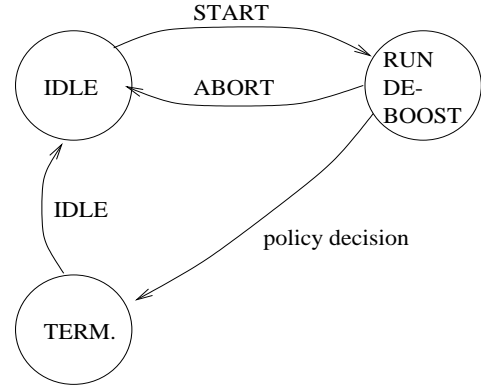 START
IDLE
ABORT
RUN
DE-
BOOST
IDLE
policy decision
TERM.